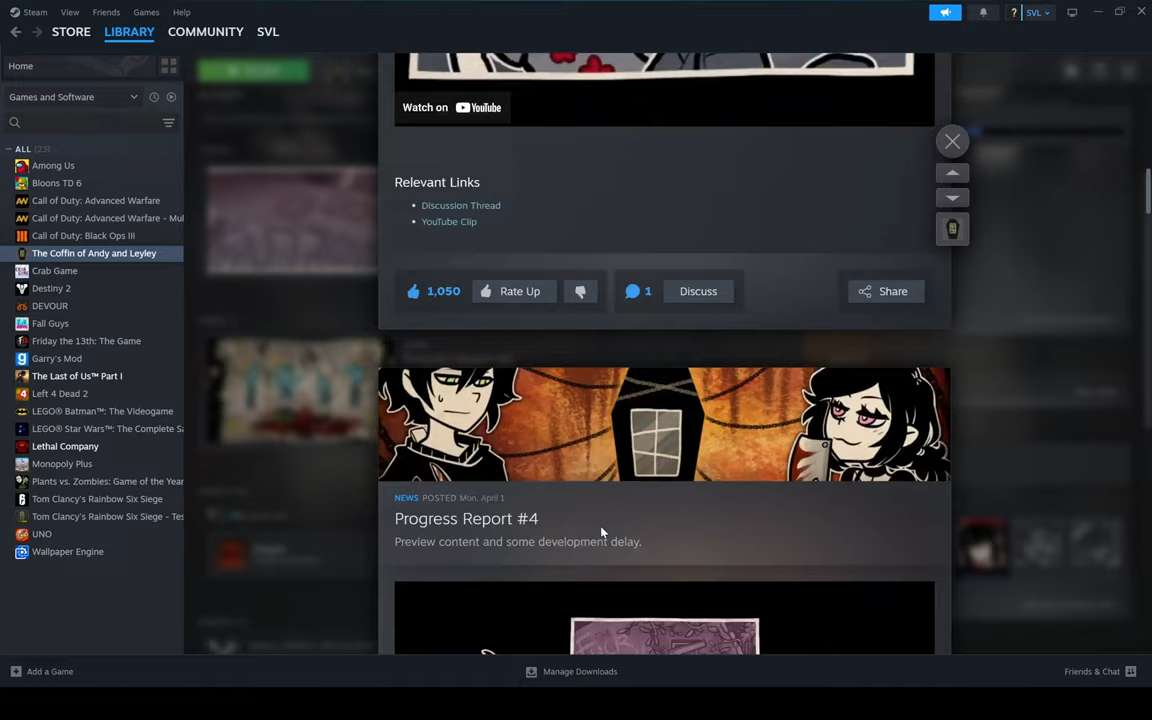 Steam View Friends Games Help ? SVL
STORE LIBRARY COMMUNITY SVL
Home
Games and Software
ALL (23)
Among Us
Bloons TD 6
Call of Duty: Advanced Warfare
Call of Duty: Advanced Warfare - Mul
Call of Duty: Black Ops III
The Coffin of Andy and Leyley
Crab Game
Destiny 2
DEVOUR
Fall Guys
Friday the 13th: The Game
Garry's Mod
The Last of Us™ Part I
Left 4 Dead 2
LEGO® Batman™: The Videogame
LEGO® Star Wars™: The Complete Sa
Lethal Company
Monopoly Plus
Plants vs. Zombies: Game of the Year
Tom Clancy's Rainbow Six Siege
Tom Clancy's Rainbow Six Siege - Tes
UNO
Wallpaper Engine
Watch on YouTube
Relevant Links
• Discussion Thread
• YouTube Clip
1,050 Rate Up 1 Discuss Share
NEWS POSTED Mon, April 1
Progress Report #4
Preview content and some development delay.
Add a Game Manage Downloads Friends & Chat